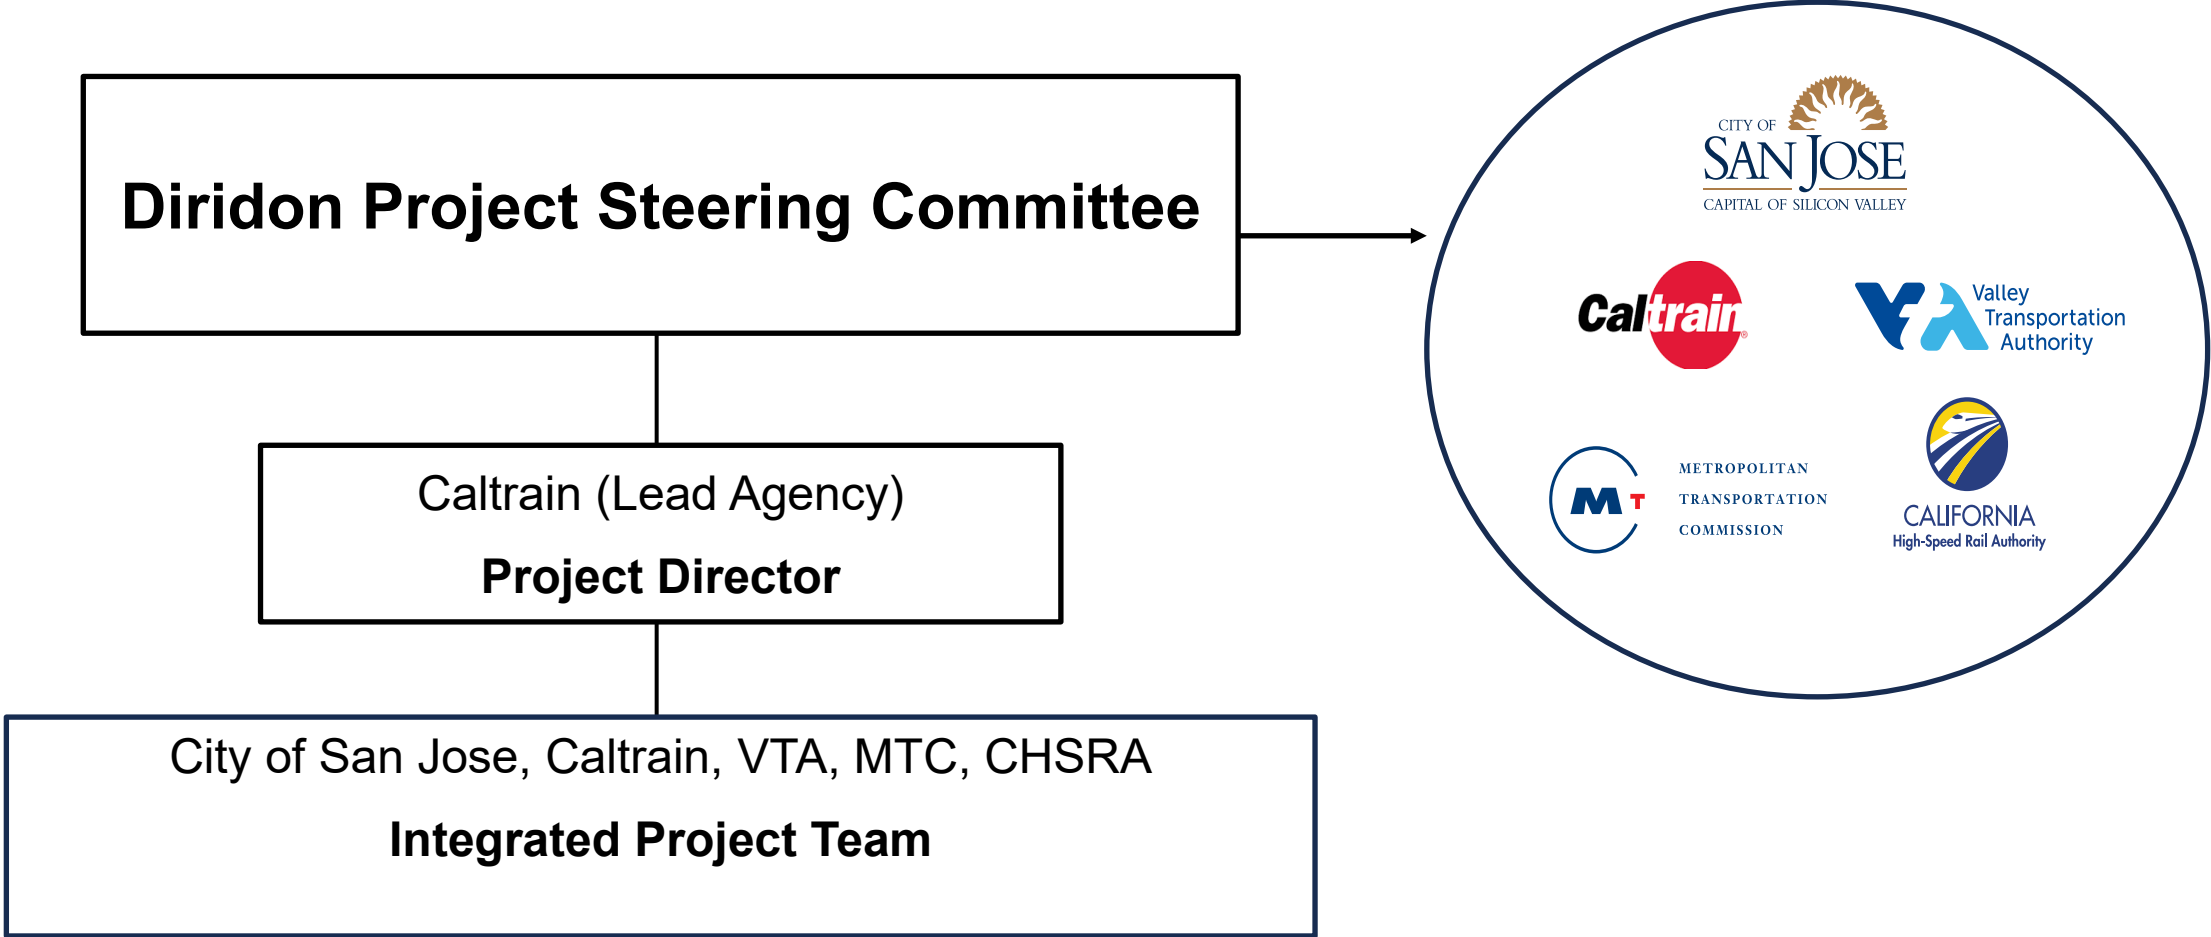 Diridon Project Steering Committee
CITY OF
SAN JOSE
CAPITAL OF SILICON VALLEY
Caltrain®
VTA Valley
Transportation
Authority
MT
METROPOLITAN
TRANSPORTATION
COMMISSION
CALIFORNIA
High-Speed Rail Authority
Caltrain (Lead Agency)
Project Director
City of San Jose, Caltrain, VTA, MTC, CHSRA
Integrated Project Team